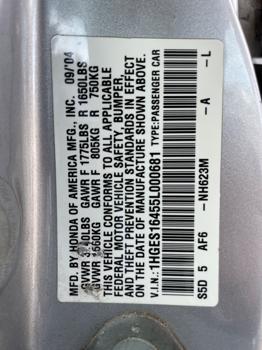 MFD. BY HONDA OF AMERICA MFG., INC. 09/04
GAWR F 1775LBS R 1650LBS
GVWR 1560KG GAWR F 805KG R 750KG
THIS VEHICLE CONFORMS TO ALL APPLICABLE
FEDERAL MOTOR VEHICLE SAFETY, BUMPER,
AND THEFT PREVENTION STANDARDS IN EFFECT
ON THE DATE OF MANUFACTURE SHOWN ABOVE.
V.I.N.: 1HGES16455L000681 TYPE:PASSENGER CAR
S5D 5 AF6 -NH623M -A -L